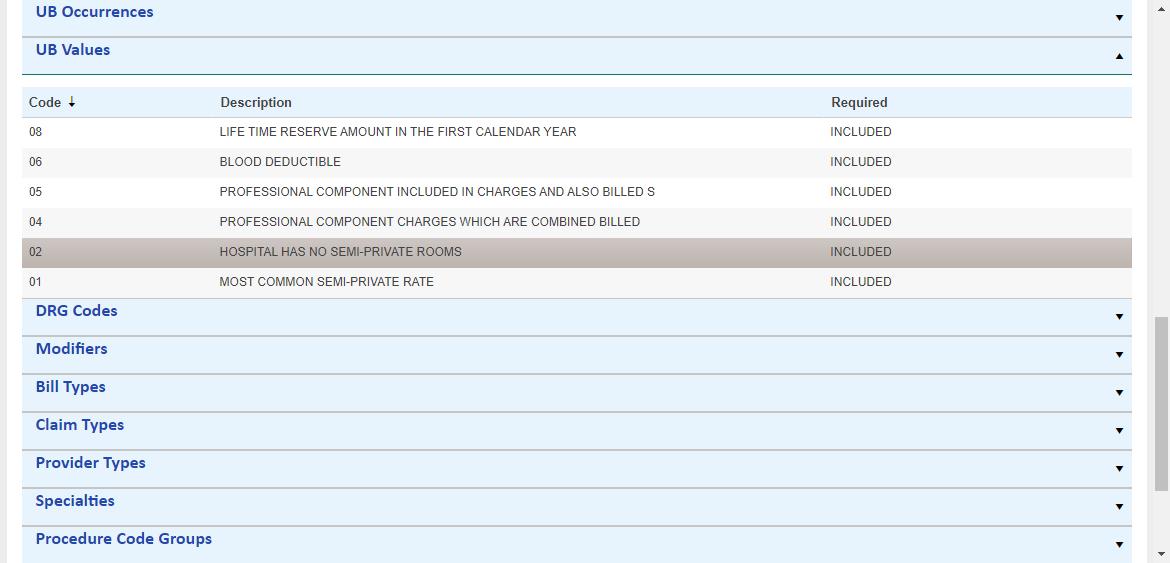 UB Occurrences
UB Values
Code Description Required
08 LIFE TIME RESERVE AMOUNT IN THE FIRST CALENDAR YEAR INCLUDED
06 BLOOD DEDUCTIBLE INCLUDED
05 PROFESSIONAL COMPONENT INCLUDED IN CHARGES AND ALSO BILLED S INCLUDED
04 PROFESSIONAL COMPONENT CHARGES WHICH ARE COMBINED BILLED INCLUDED
02 HOSPITAL HAS NO SEMI-PRIVATE ROOMS INCLUDED
01 MOST COMMON SEMI-PRIVATE RATE INCLUDED
DRG Codes
Modifiers
Bill Types
Claim Types
Provider Types
Specialties
Procedure Code Groups